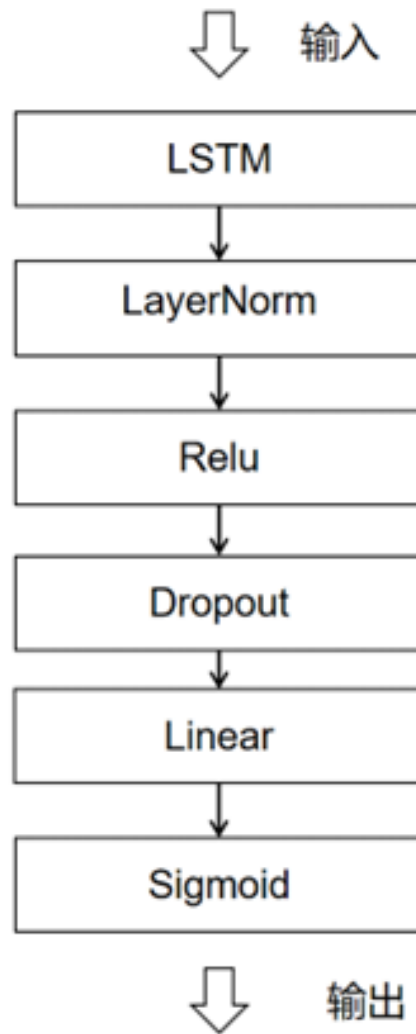 输入
LSTM
LayerNorm
Relu
Dropout
Linear
Sigmoid
输出